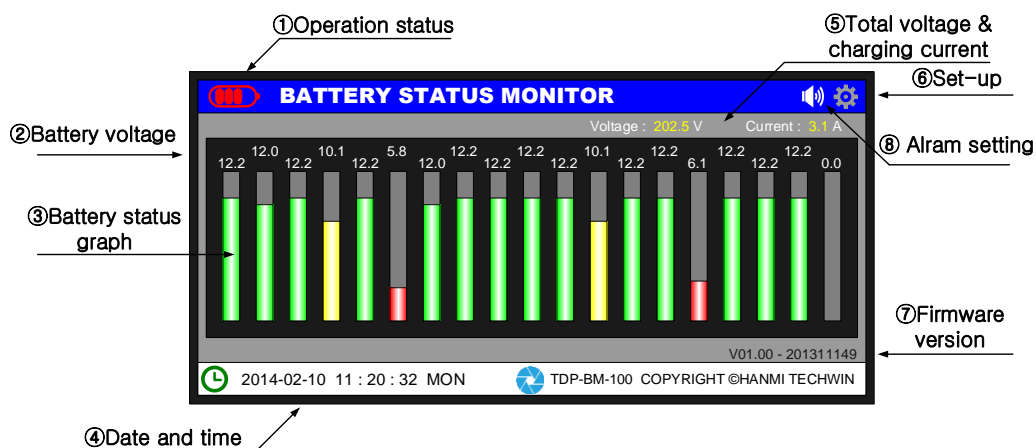 ①Operation status
⑤Total voltage &
charging current
⑥Set-up
BATTERY STATUS MONITOR
Voltage : 202.5 V Current : 3.1 A
②Battery voltage
⑧ Alram setting
12.2 12.0 12.2 10.1 12.2 5.8 12.0 12.2 12.2 12.2 12.2 10.1 12.2 12.2 6.1 12.2 12.2 12.2 0.0
③Battery status
graph
⑦Firmware
version
V01.00 - 201311149
2014-02-10 11 : 20 : 32 MON TDP-BM-100 COPYRIGHT ©HANMI TECHWIN
④Date and time